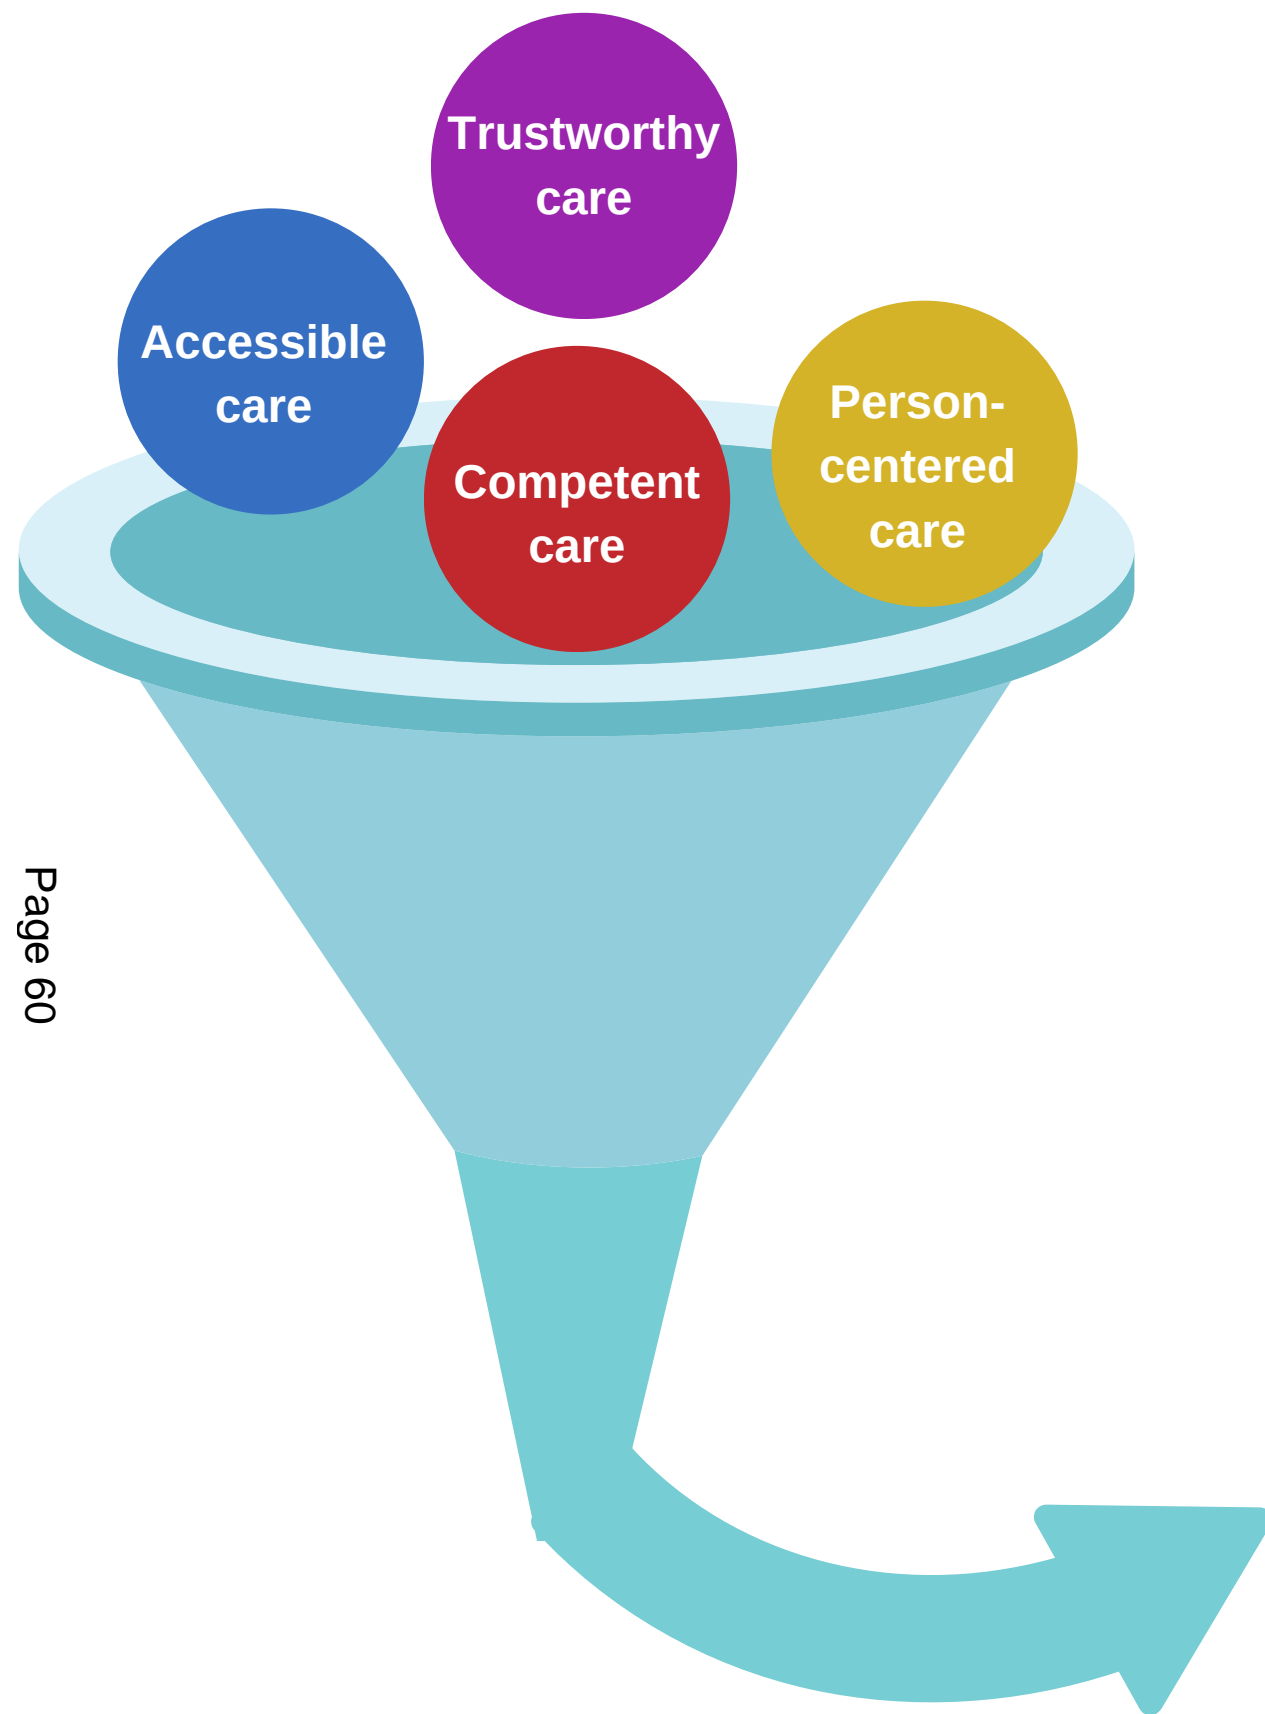 Trustworthy
care
Accessible
care
Person-
centered
care
Competent
care
Page 60